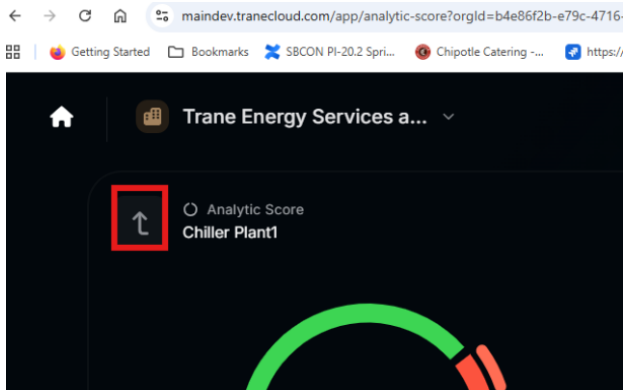 maindev.tranecloud.com/app/analytic-score?orgId=b4e86f2b-e79c-4716-
Getting Started Bookmarks SBCON PI-20.2 Spri... Chipotle Catering -... https:/
Trane Energy Services a...
Analytic Score
Chiller Plant1